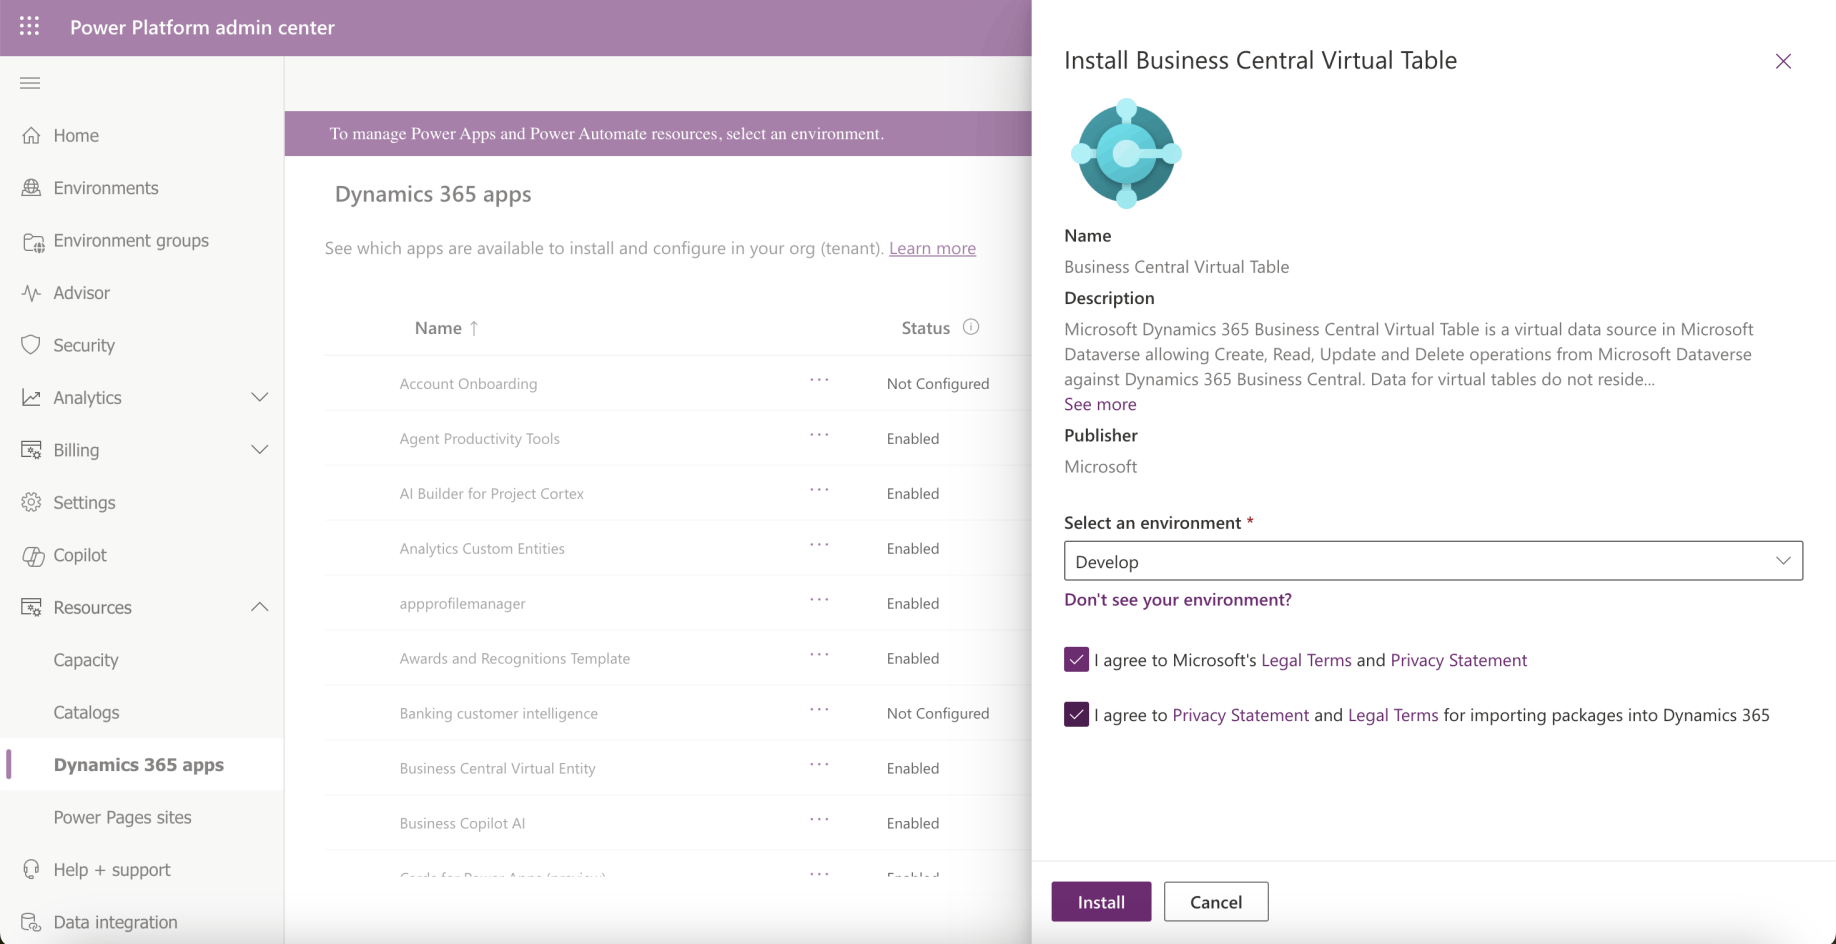 Power Platform admin center
Home
Environments
Environment groups
Advisor
Security
Analytics
Billing
Settings
Copilot
Resources
Capacity
Catalogs
Dynamics 365 apps
Power Pages sites
Help + support
Data integration
To manage Power Apps and Power Automate resources, select an environment.
Dynamics 365 apps
See which apps are available to install and configure in your org (tenant). Learn more
Name ↑ Status
Account Onboarding ... Not Configured
Agent Productivity Tools ... Enabled
AI Builder for Project Cortex ... Enabled
Analytics Custom Entities ... Enabled
appprofilemanager ... Enabled
Awards and Recognitions Template ... Enabled
Banking customer intelligence ... Not Configured
Business Central Virtual Entity ... Enabled
Business Copilot AI ... Enabled
Cards for Power Apps (preview) ... Enabled
Install Business Central Virtual Table
Name
Business Central Virtual Table
Description
Microsoft Dynamics 365 Business Central Virtual Table is a virtual data source in Microsoft
Dataverse allowing Create, Read, Update and Delete operations from Microsoft Dataverse
against Dynamics 365 Business Central. Data for virtual tables do not reside...
See more
Publisher
Microsoft
Select an environment *
Develop
Don't see your environment?
I agree to Microsoft's Legal Terms and Privacy Statement
I agree to Privacy Statement and Legal Terms for importing packages into Dynamics 365
Install
Cancel